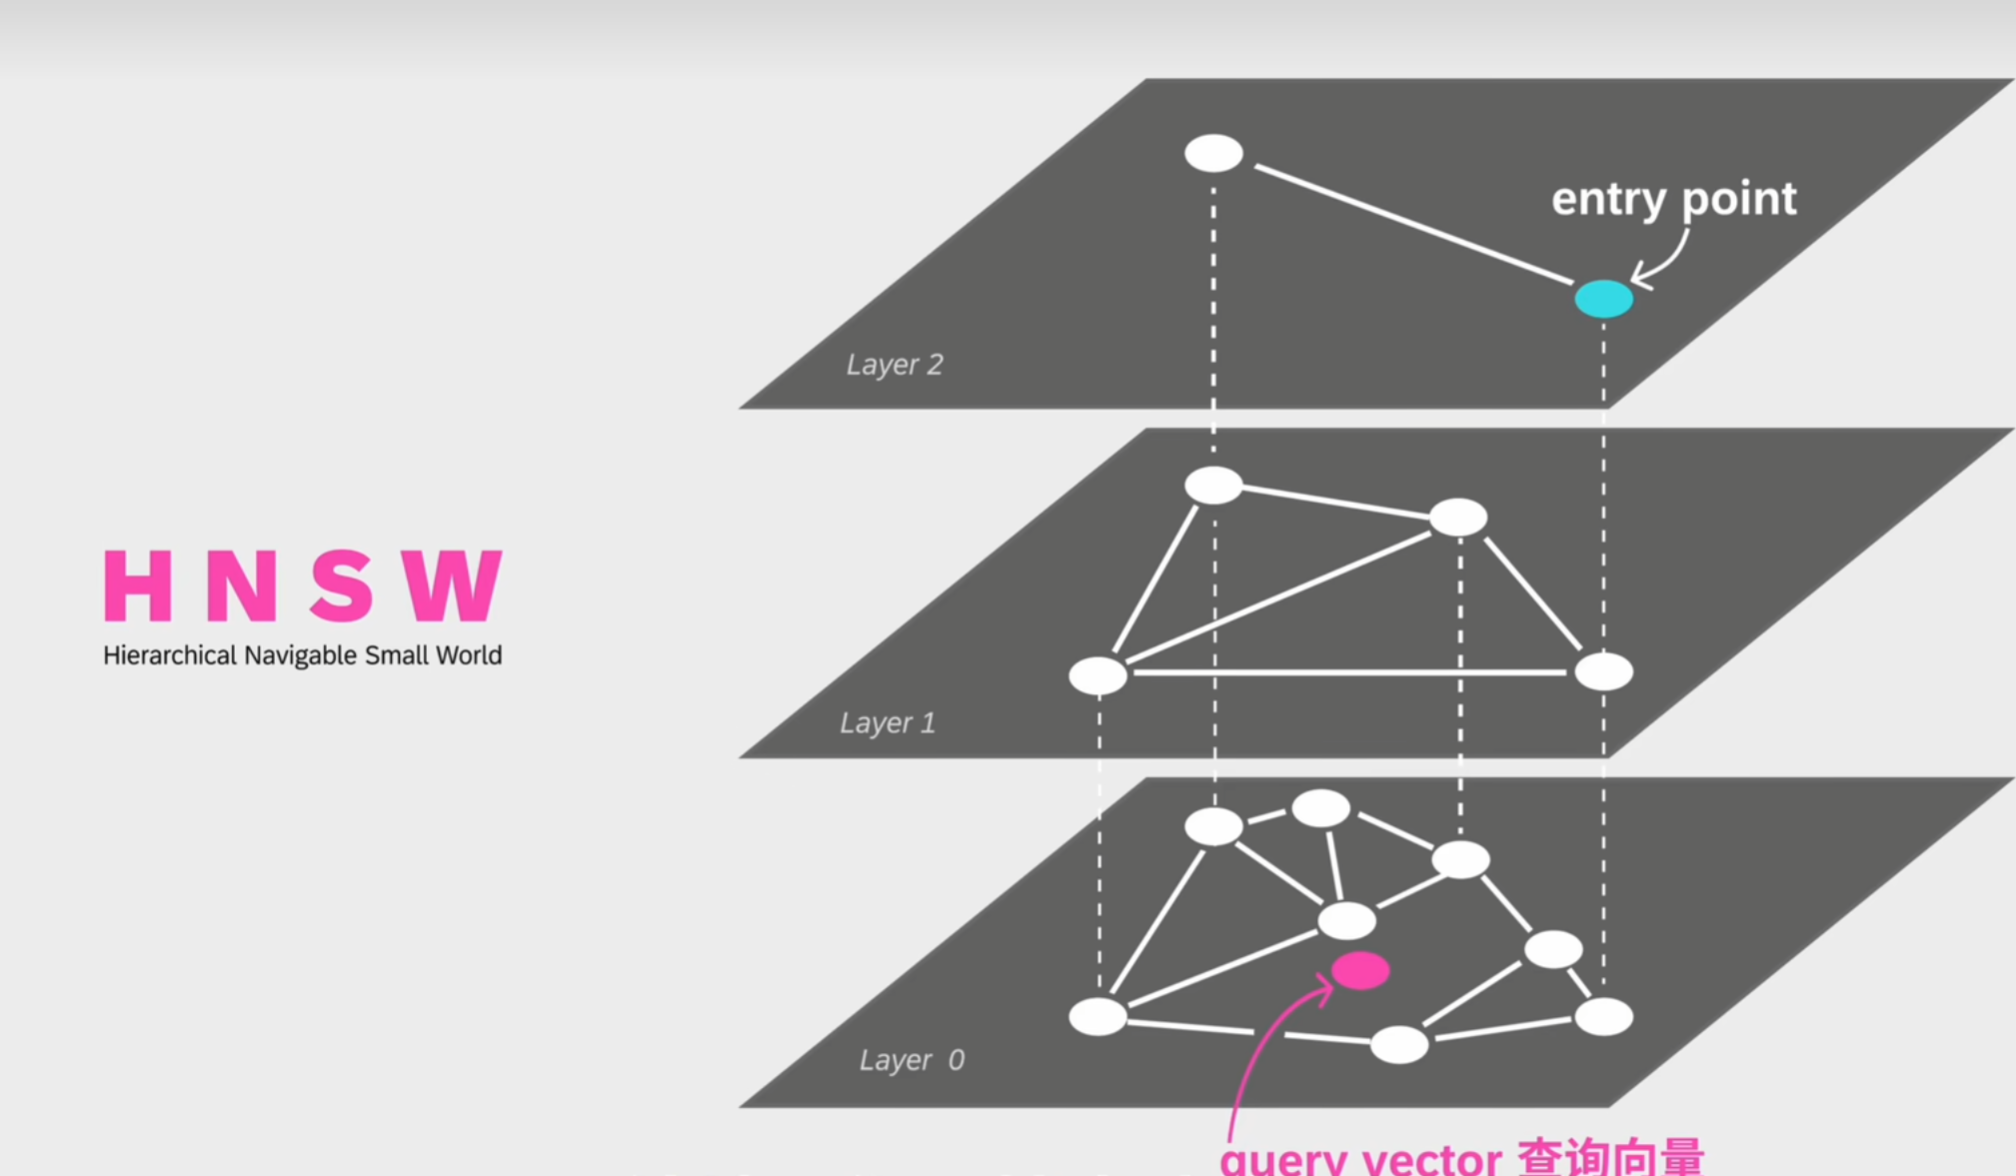 entry point
Layer 2
H N S W
Hierarchical Navigable Small World
Layer 1
Layer 0
query vector 查询向量